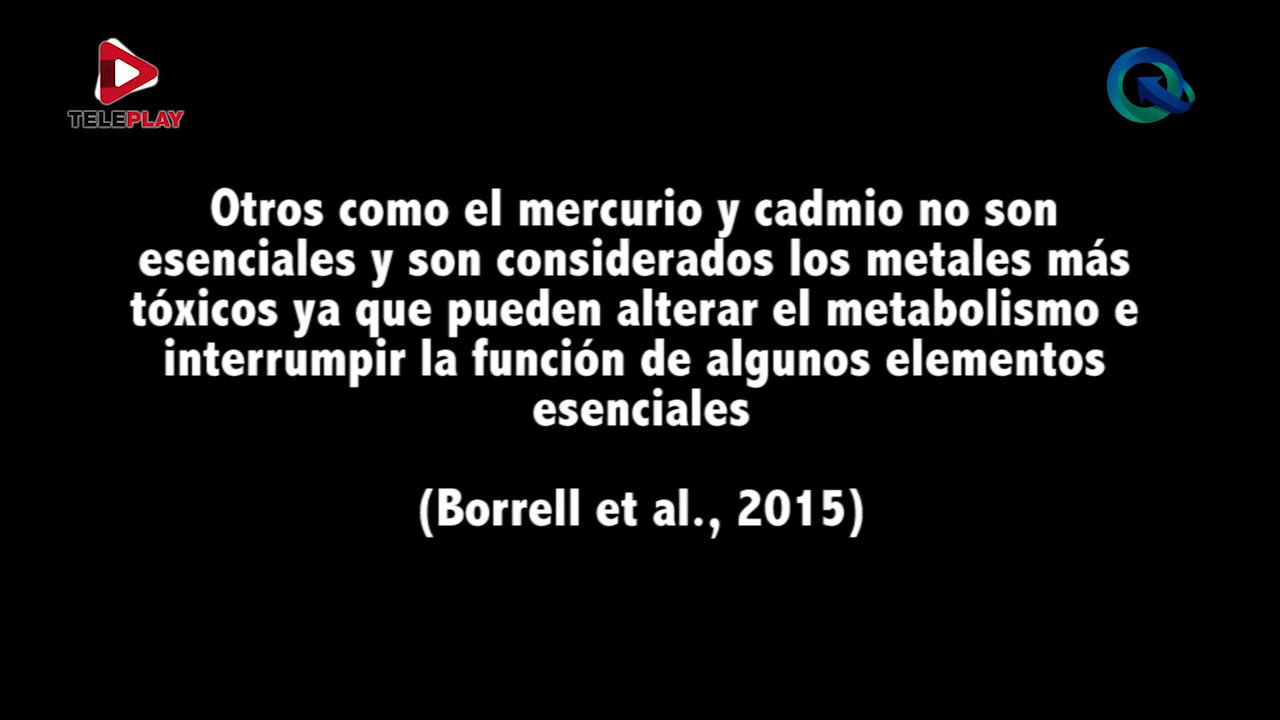 TELEPLAY
Otros como el mercurio y cadmio no son
esenciales y son considerados los metales más
tóxicos ya que pueden alterar el metabolismo e
interrumpir la función de algunos elementos
esenciales
(Borrell et al., 2015)